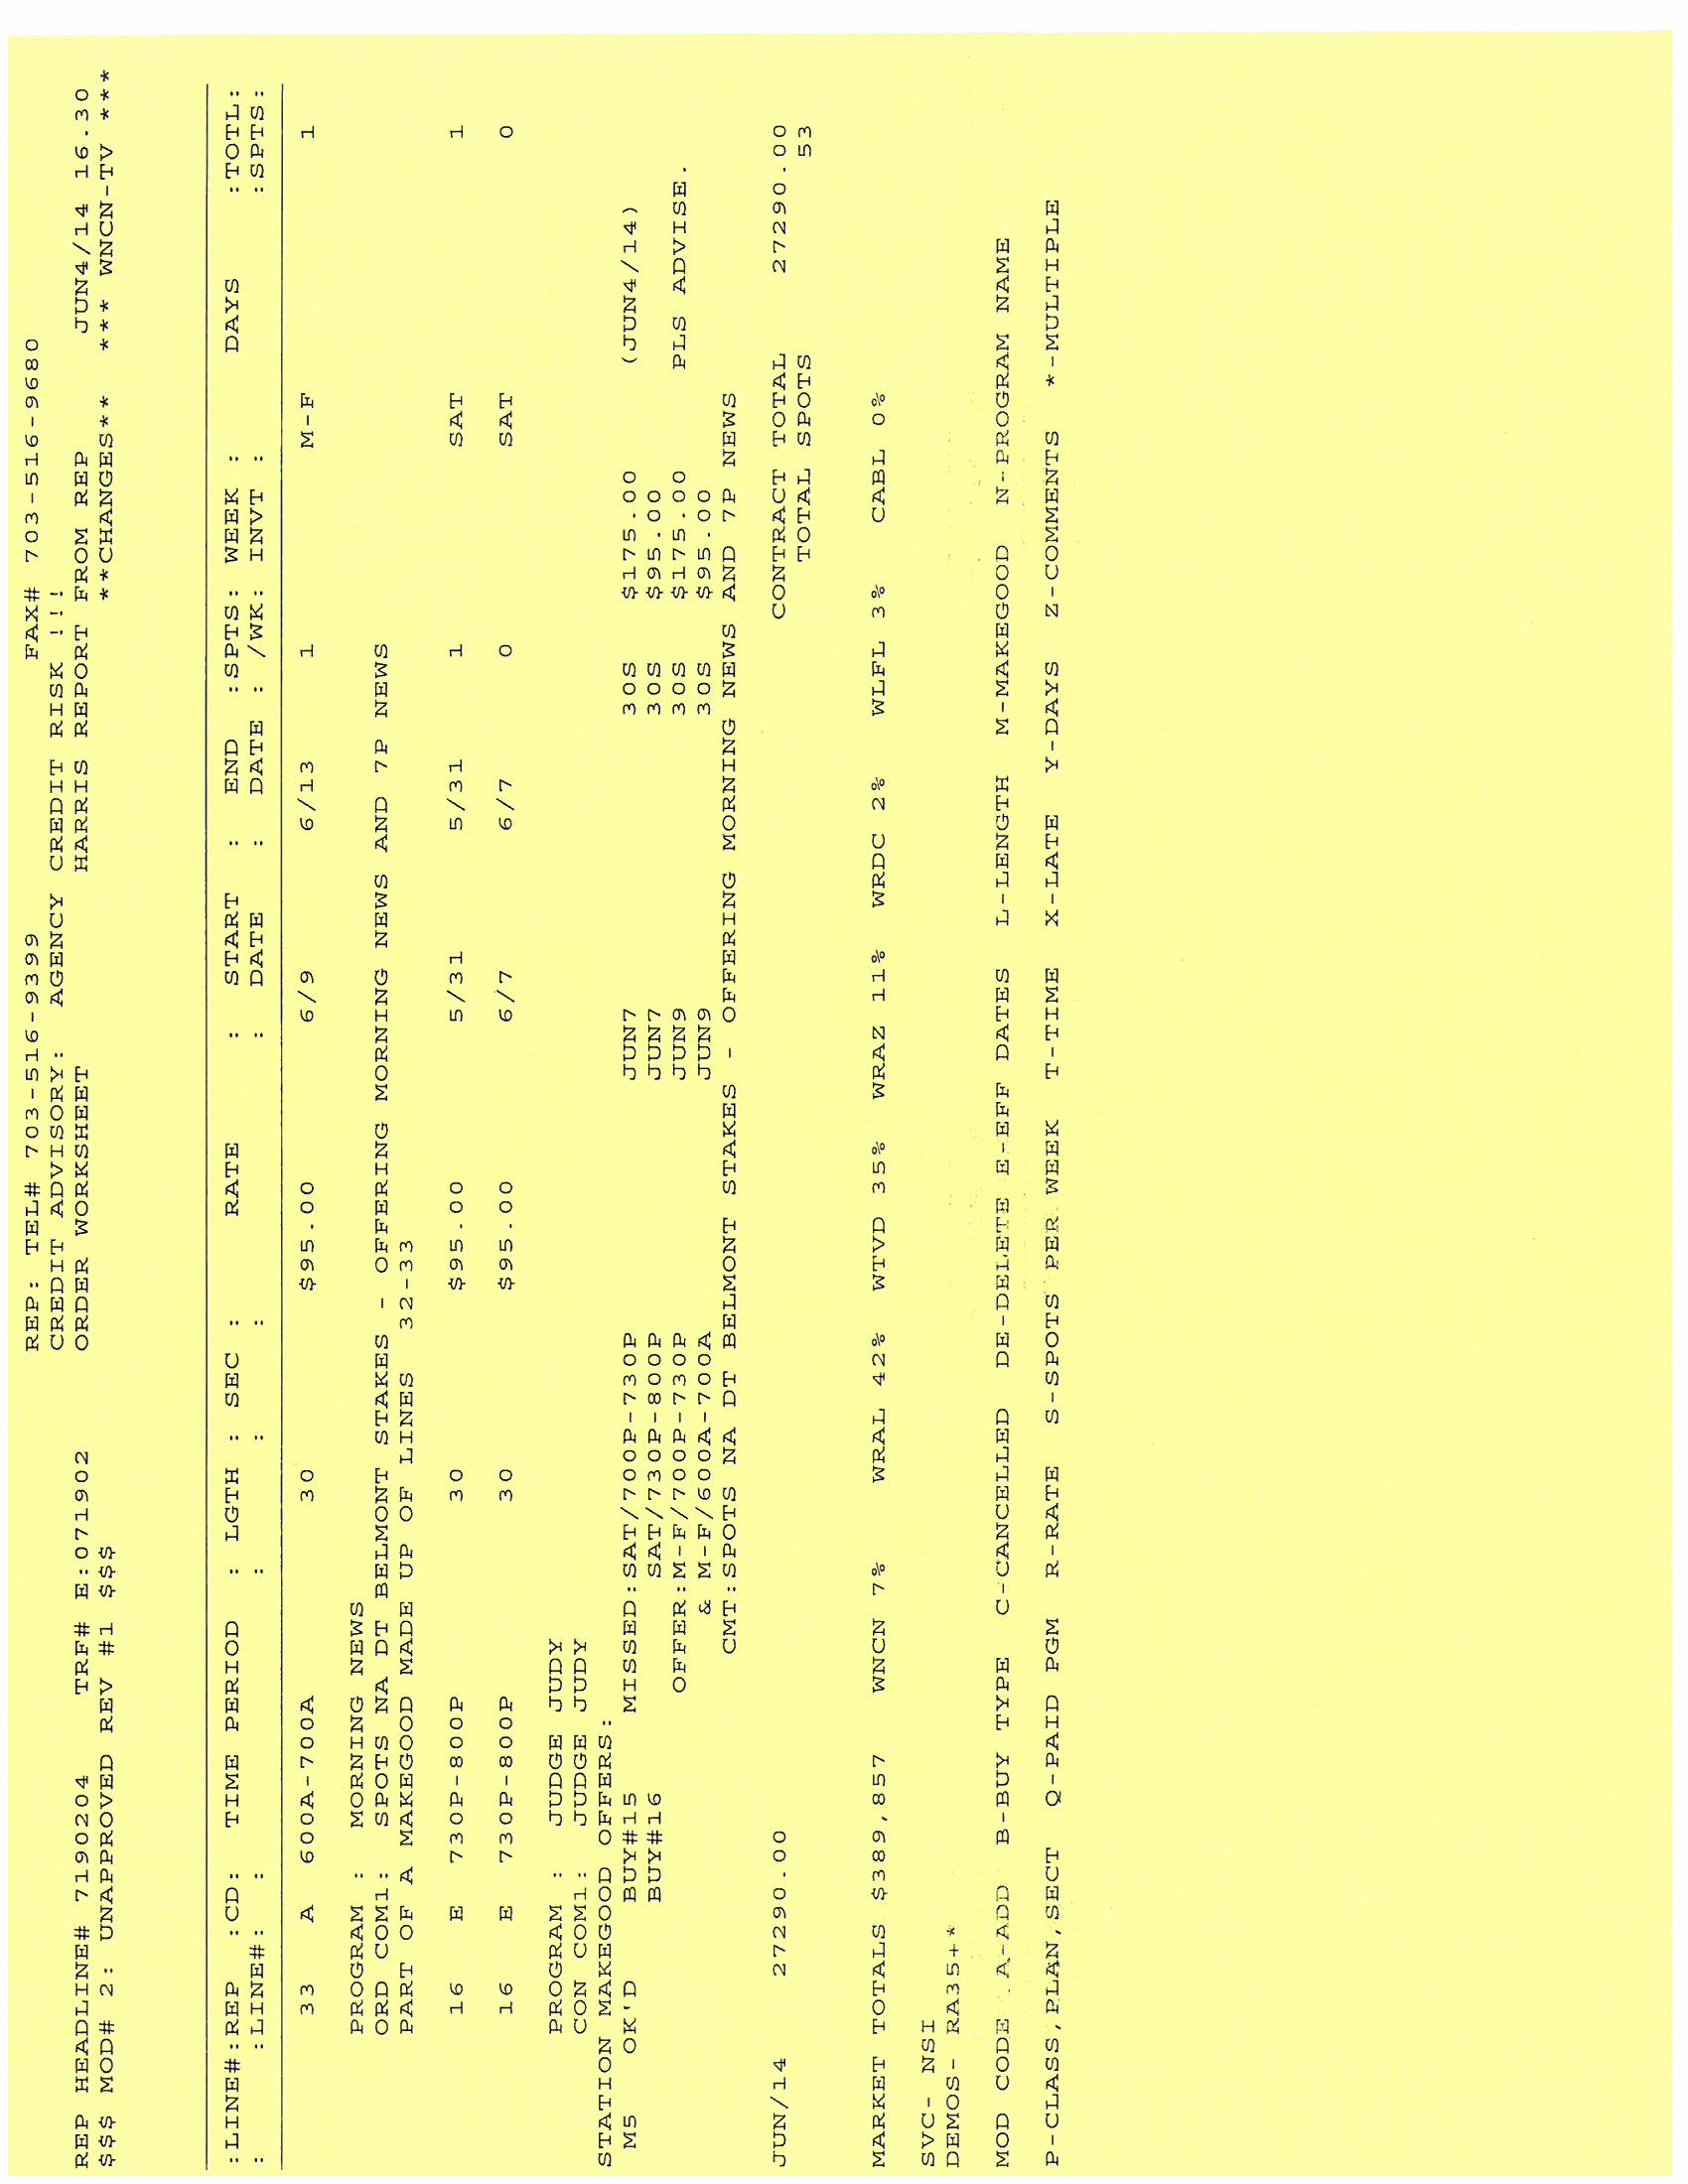 REP: TEL# 703-516-9399 FAX# 703-516-9680
CREDIT ADVISORY: AGENCY CREDIT RISK !!!
REP HEADLINE# 7190204 TRF# E:071902 ORDER WORKSHEET HARRIS REPORT FROM REP JUN4/14 16.30
$$$ MOD# 2: UNAPPROVED REV #1 $$$ **CHANGES** *** WNCN-TV ***
:LINE#:REP :CD: TIME PERIOD : LGTH : SEC : RATE : START : END :SPTS: WEEK : DAYS :TOTL:
: :LINE#: : : : : DATE : DATE : /WK: INVT : :SPTS:
33 A 600A-700A 30 $95.00 6/9 6/13 1 M-F 1
PROGRAM : MORNING NEWS
ORD COM1: SPOTS NA DT BELMONT STAKES - OFFERING MORNING NEWS AND 7P NEWS
PART OF A MAKEGOOD MADE UP OF LINES 32-33
16 E 730P-800P 30 $95.00 5/31 5/31 1 SAT 1
16 E 730P-800P 30 $95.00 6/7 6/7 0 SAT 0
PROGRAM : JUDGE JUDY
CON COM1: JUDGE JUDY
STATION MAKEGOOD OFFERS:
M5 OK'D BUY#15 MISSED:SAT/700P-730P JUN7 30S $175.00 (JUN4/14)
BUY#16 SAT/730P-800P JUN7 30S $95.00
OFFER:M-F/700P-730P JUN9 30S $175.00 PLS ADVISE.
& M-F/600A-700A JUN9 30S $95.00
CMT:SPOTS NA DT BELMONT STAKES - OFFERING MORNING NEWS AND 7P NEWS
JUN/14 27290.00 CONTRACT TOTAL 27290.00
TOTAL SPOTS 53
MARKET TOTALS $389,857 WNCN 7% WRAL 42% WTVD 35% WRAZ 11% WRDC 2% WLFL 3% CABL 0%
SVC- NSI
DEMOS- RA35+*
MOD CODE A-ADD B-BUY TYPE C-CANCELLED DE-DELETE E-EFF DATES L-LENGTH M-MAKEGOOD N-PROGRAM NAME
P-CLASS,PLAN,SECT Q-PAID PGM R-RATE S-SPOTS PER WEEK T-TIME X-LATE Y-DAYS Z-COMMENTS *-MULTIPLE